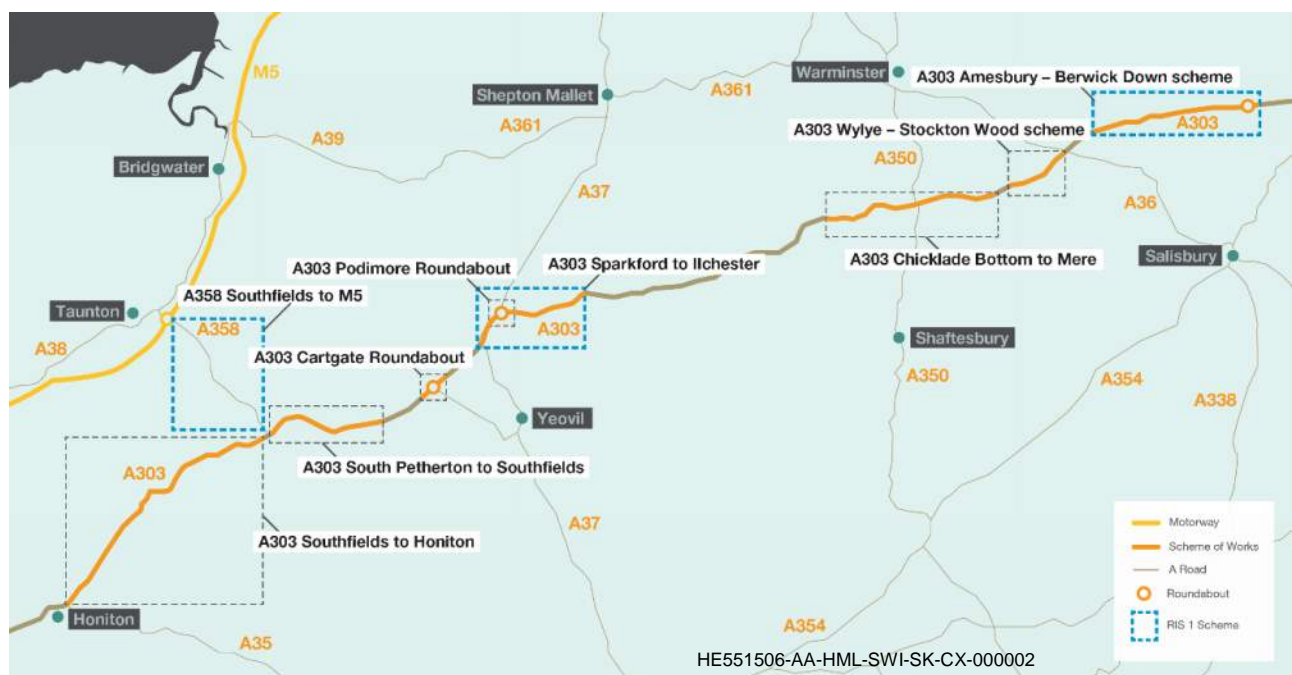 M5
Warminster
A303 Amesbury – Berwick Down scheme
Shepton Mallet
A361
A303
A39
A361
A303 Wylye – Stockton Wood scheme
Bridgwater
A350
A37
A36
A303 Podimore Roundabout
A303 Sparkford to Ilchester
A303 Chicklade Bottom to Mere
Salisbury
A358 Southfields to M5
Taunton
A358
A303
A38
A303 Cartgate Roundabout
Shaftesbury
A350
A354
A338
Yeovil
A303
A303 South Petherton to Southfields
A37
A303 Southfields to Honiton
Motorway
Scheme of Works
A Road
Roundabout
RIS 1 Scheme
Honiton
A35
A354
HE551506-AA-HML-SWI-SK-CX-000002